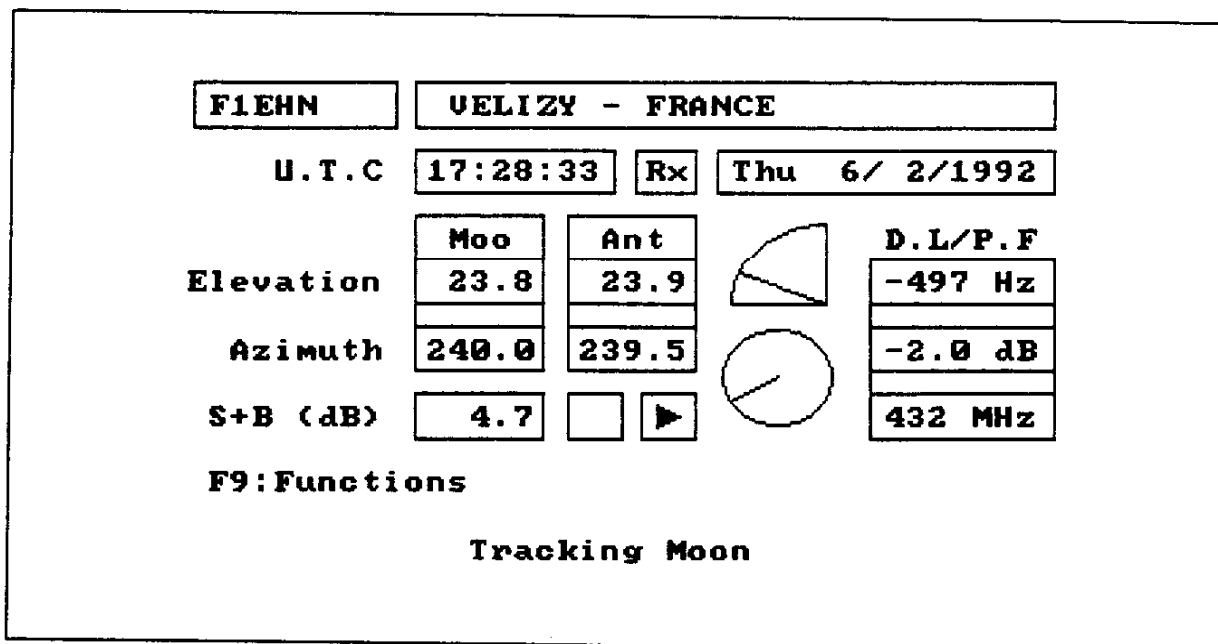 F1EHN VELIZY - FRANCE
U.T.C 17:28:33 Rx Thu 6/ 2/1992
Moo Ant D.L/P.F
Elevation 23.8 23.9 -497 Hz
Azimuth 240.0 239.5 -2.0 dB
S+B (dB) 4.7 432 MHz
F9:Functions
Tracking Moon